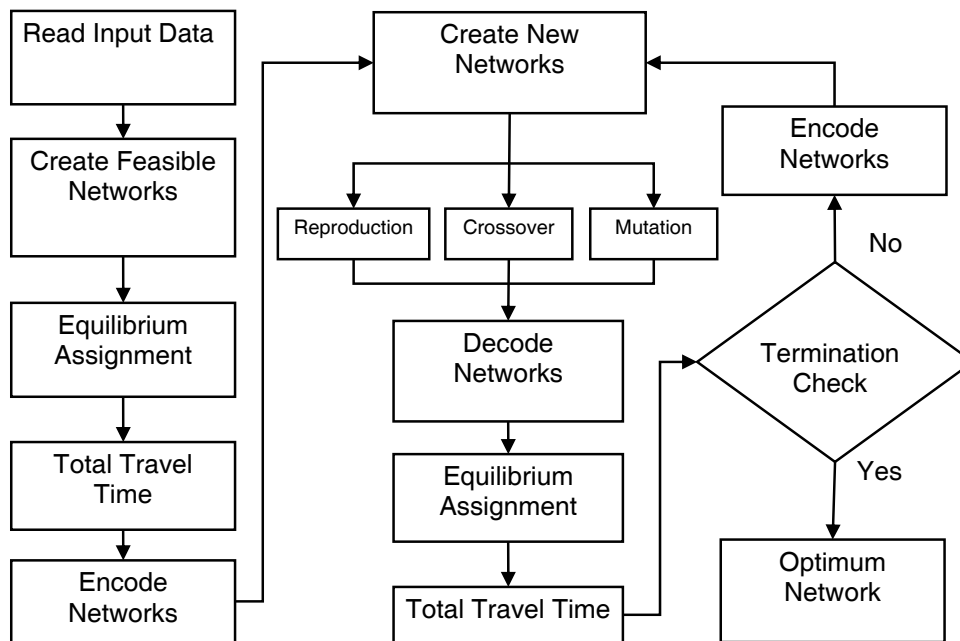 Read Input Data
Create Feasible
Networks
Equilibrium
Assignment
Total Travel
Time
Encode
Networks
Create New
Networks
Reproduction
Crossover
Mutation
Decode
Networks
Equilibrium
Assignment
Total Travel Time
Encode
Networks
No
Termination
Check
Yes
Optimum
Network